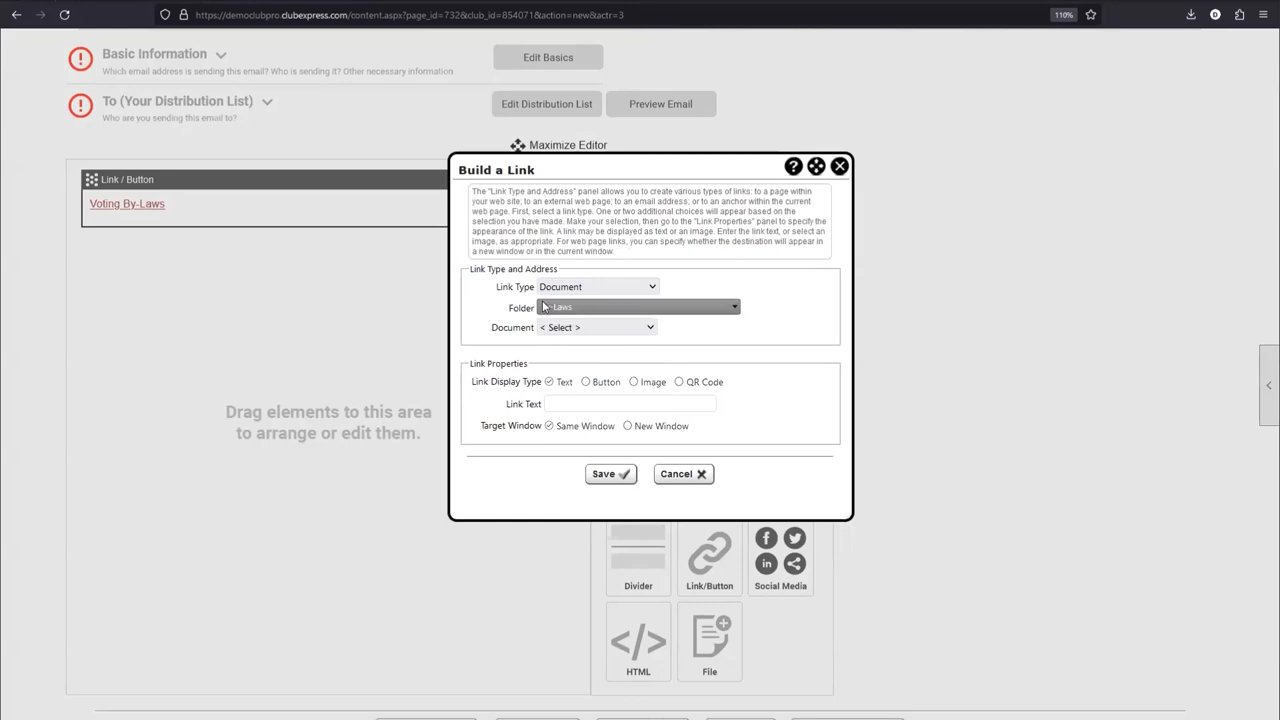 https://democlubpro.clubexpress.com/content.aspx?page_id=732&club_id=854071&action=new&actr=3
110%
Basic Information
Which email address is sending this email? Who is sending it? Other necessary information
Edit Basics
To (Your Distribution List)
Who are you sending this email to?
Edit Distribution List
Preview Email
Maximize Editor
Link / Button
Voting By-Laws
Drag elements to this area
to arrange or edit them.
Build a Link
The "Link Type and Address" panel allows you to create various types of links: to a page within
your web site; to an external web page; to an email address; or to an anchor within the current
web page. First, select a link type. One or two additional choices will appear based on the
selection you have made. Make your selection, then go to the "Link Properties" panel to specify the
appearance of the link. A link may be displayed as text or an image. Enter the link text, or select an
image, as appropriate. For web page links, you can specify whether the destination will appear in
a new window or in the current window.
Link Type and Address
Link Type Document
Folder -Laws
Document < Select >
Link Properties
Link Display Type Text Button Image QR Code
Link Text
Target Window Same Window New Window
Save
Cancel
Divider
Link/Button
Social Media
HTML
File